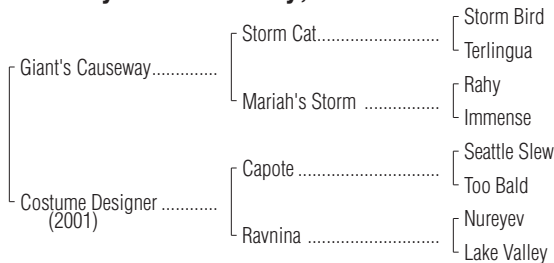 Storm Bird
Storm Cat..................
Terlingua
Giant's Causeway..............
Rahy
Mariah's Storm ................
Immense
Seattle Slew
Capote ..............................
Too Bald
Costume Designer ............
(2001)
Nureyev
Ravnina ............................
Lake Valley